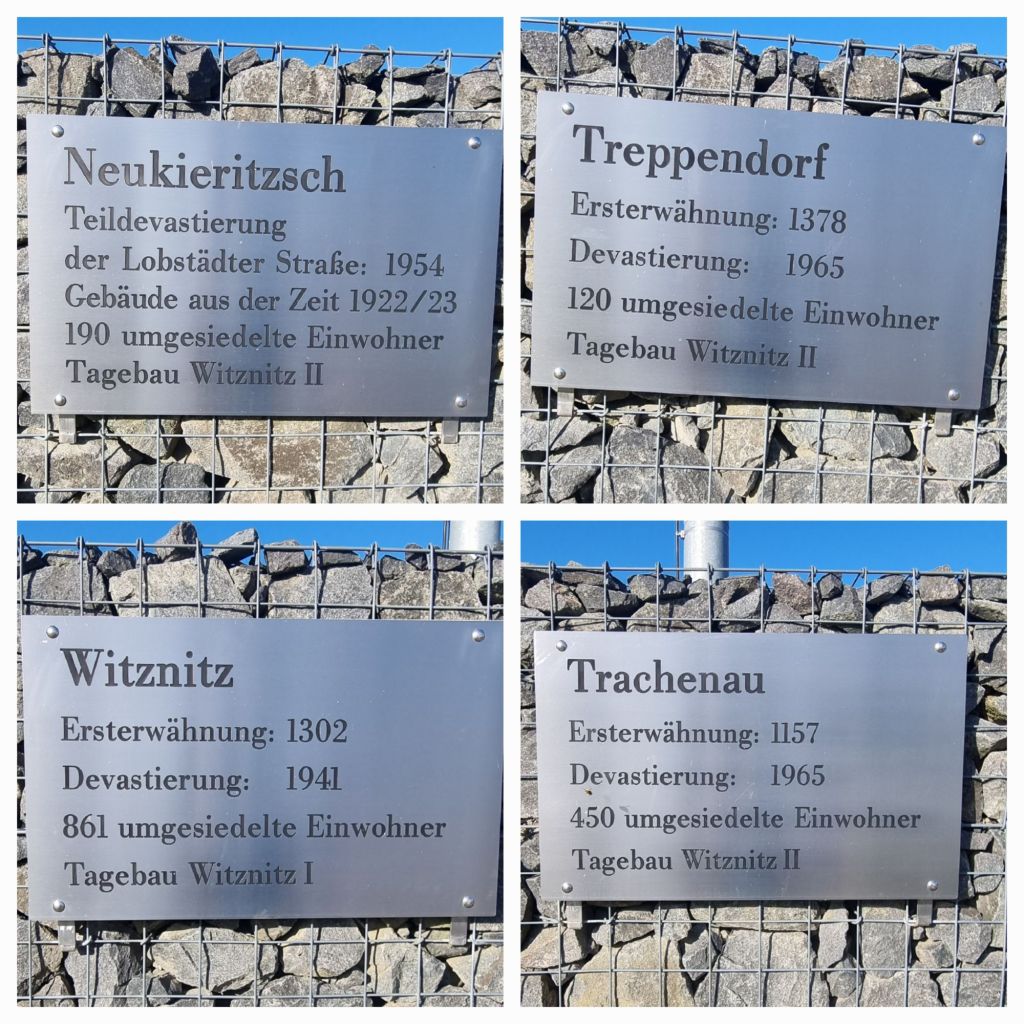 Neukieritzsch
Teildevastierung
der Lobstädter Straße: 1954
Gebäude aus der Zeit 1922/23
190 umgesiedelte Einwohner
Tagebau Witznitz II
Treppendorf
Ersterwähnung: 1378
Devastierung: 1965
120 umgesiedelte Einwohner
Tagebau Witznitz II
Witznitz
Ersterwähnung: 1302
Devastierung: 1941
861 umgesiedelte Einwohner
Tagebau Witznitz I
Trachenau
Ersterwähnung: 1157
Devastierung: 1965
450 umgesiedelte Einwohner
Tagebau Witznitz II